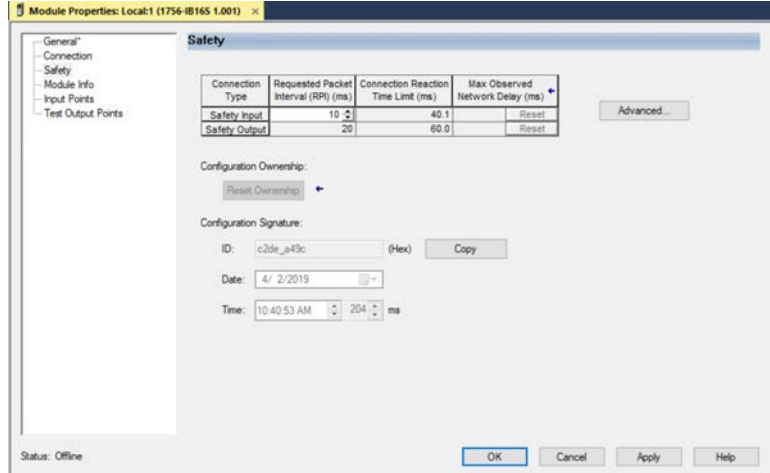 Module Properties: Local:1 (1756-IB16S 1.001) ×
General*
Connection
Safety
Module Info
Input Points
Test Output Points
Safety
Connection Type Requested Packet Interval (RPI) (ms) Connection Reaction Time Limit (ms) Max Observed Network Delay (ms)
Safety Input 10 40.1 Reset
Safety Output 20 60.0 Reset
Advanced...
Configuration Ownership:
Reset Ownership
Configuration Signature:
ID: c2de_a49c (Hex) Copy
Date: 4/ 2/2019
Time: 10:40:53 AM 204 ms
Status: Offline
OK Cancel Apply Help